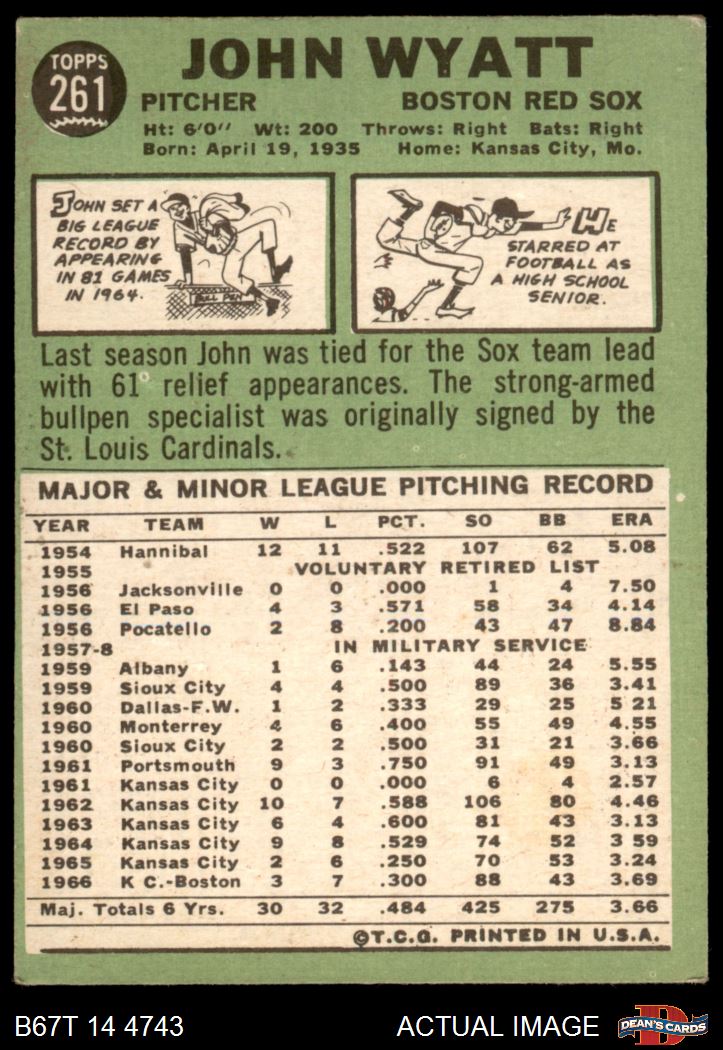 TOPPS
261
JOHN WYATT
PITCHER BOSTON RED SOX
Ht: 6'0" Wt: 200 Throws: Right Bats: Right
Born: April 19, 1935 Home: Kansas City, Mo.
JOHN SET A
BIG LEAGUE
RECORD BY
APPEARING
IN 81 GAMES
IN 1964.
BULL PEN
HE
STARRED AT
FOOTBALL AS
A HIGH SCHOOL
SENIOR.
Last season John was tied for the Sox team lead
with 61 relief appearances. The strong-armed
bullpen specialist was originally signed by the
St. Louis Cardinals.
MAJOR & MINOR LEAGUE PITCHING RECORD
YEAR TEAM W L PCT. SO BB ERA
1954 Hannibal 12 11 .522 107 62 5.08
1955 VOLUNTARY RETIRED LIST
1956 Jacksonville 0 0 .000 1 4 7.50
1956 El Paso 4 3 .571 58 34 4.14
1956 Pocatello 2 8 .200 43 47 8.84
1957-8 IN MILITARY SERVICE
1959 Albany 1 6 .143 44 24 5.55
1959 Sioux City 4 4 .500 89 36 3.41
1960 Dallas-F.W. 1 2 .333 29 25 5 21
1960 Monterrey 4 6 .400 55 49 4.55
1960 Sioux City 2 2 .500 31 21 3.66
1961 Portsmouth 9 3 .750 91 49 3.13
1961 Kansas City 0 0 .000 6 4 2.57
1962 Kansas City 10 7 .588 106 80 4.46
1963 Kansas City 6 4 .600 81 43 3.13
1964 Kansas City 9 8 .529 74 52 3 59
1965 Kansas City 2 6 .250 70 53 3.24
1966 K C.-Boston 3 7 .300 88 43 3.69
Maj. Totals 6 Yrs. 30 32 .484 425 275 3.66
©T.C.G. PRINTED IN U.S.A.
B67T 14 4743 ACTUAL IMAGE
D
DEAN'S CARDS